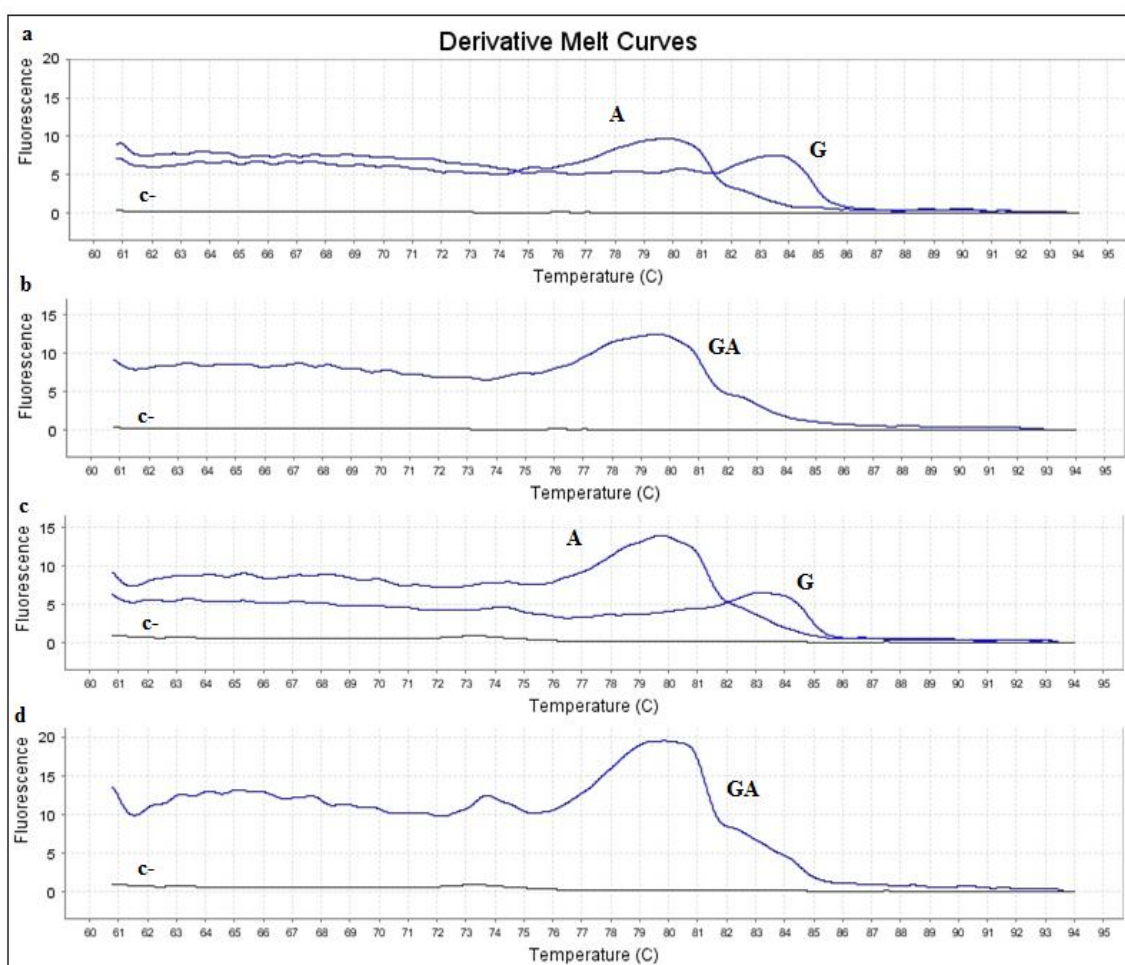 a
Derivative Melt Curves
Fluorescence
20
15
10
5
0
A
G
c-
60 61 62 63 64 65 66 67 68 69 70 71 72 73 74 75 76 77 78 79 80 81 82 83 84 85 86 87 88 89 90 91 92 93 94 95
Temperature (C)
b
Fluorescence
15
10
5
0
GA
c-
60 61 62 63 64 65 66 67 68 69 70 71 72 73 74 75 76 77 78 79 80 81 82 83 84 85 86 87 88 89 90 91 92 93 94 95
Temperature (C)
c
Fluorescence
15
10
5
0
A
G
c-
60 61 62 63 64 65 66 67 68 69 70 71 72 73 74 75 76 77 78 79 80 81 82 83 84 85 86 87 88 89 90 91 92 93 94 95
Temperature (C)
d
Fluorescence
20
15
10
5
0
GA
c-
60 61 62 63 64 65 66 67 68 69 70 71 72 73 74 75 76 77 78 79 80 81 82 83 84 85 86 87 88 89 90 91 92 93 94 95
Temperature (C)